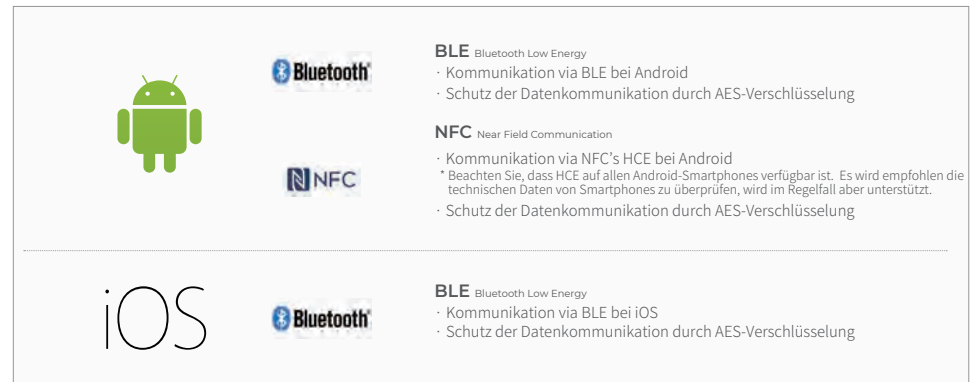 Bluetooth
BLE Bluetooth Low Energy
· Kommunikation via BLE bei Android
· Schutz der Datenkommunikation durch AES-Verschlüsselung
NFC Near Field Communication
NFC
· Kommunikation via NFC's HCE bei Android
* Beachten Sie, dass HCE auf allen Android-Smartphones verfügbar ist. Es wird empfohlen die
technischen Daten von Smartphones zu überprüfen, wird im Regelfall aber unterstützt.
· Schutz der Datenkommunikation durch AES-Verschlüsselung
iOS
Bluetooth
BLE Bluetooth Low Energy
· Kommunikation via BLE bei iOS
· Schutz der Datenkommunikation durch AES-Verschlüsselung